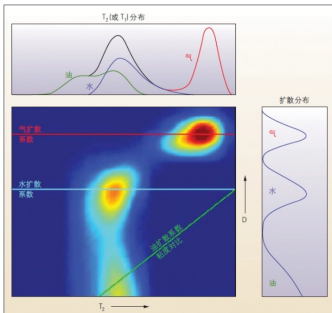 T₂(或 T₁)分布
气
油
水
扩散分布
气扩散
系数
水扩散
系数
油扩散系数
粘度对比
D
T₂
气
水
油